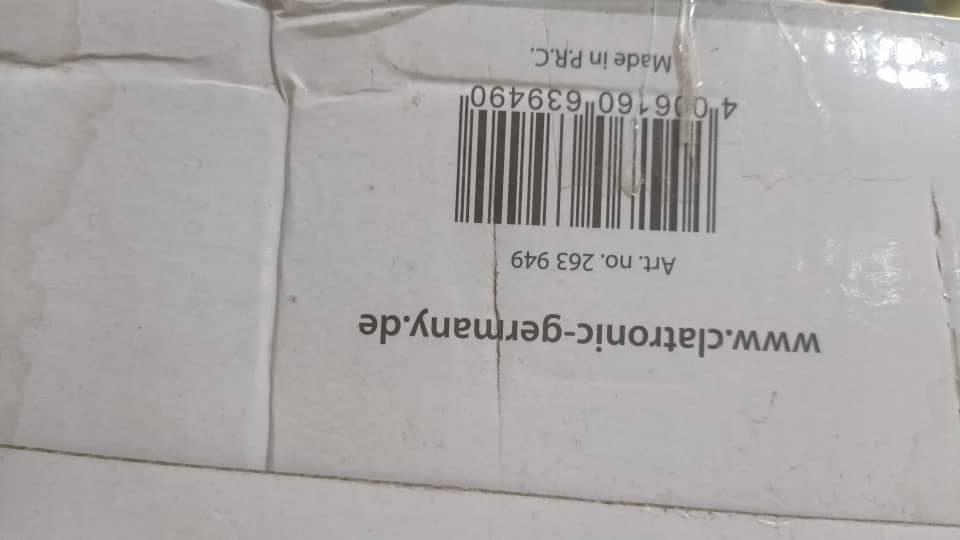 www.clatronic-germany.de
Art. no. 263 949
4 006160 639490
Made in P.R.C.